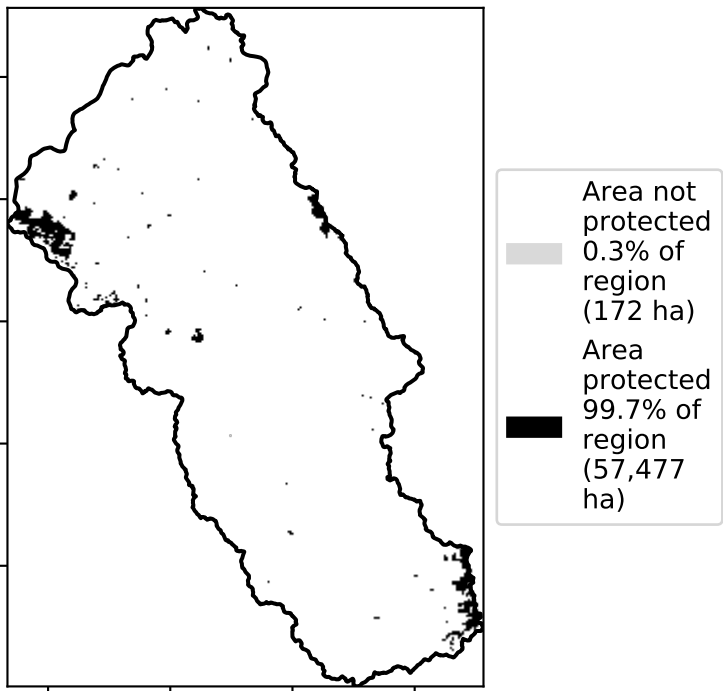 Area not
protected
0.3% of
region
(172 ha)
Area
protected
99.7% of
region
(57,477
ha)